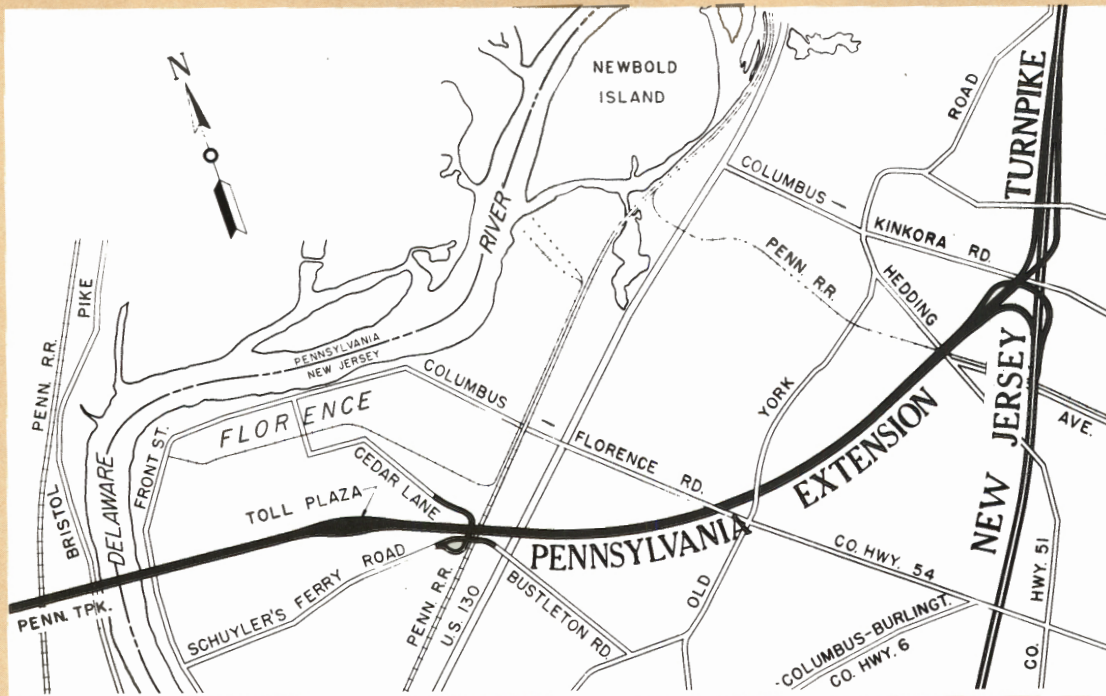 N
NEWBOLD
ISLAND
ROAD
TURNPIKE
COLUMBUS —
KINKORA RD.
RIVER
PENN. R.R.
HEDDING
PIKE
PENN. R.R.
PENNSYLVANIA
NEW JERSEY
COLUMBUS — FLORENCE RD.
YORK
NEW JERSEY
AVE.
FLORENCE
FRONT ST.
CEDAR LANE
EXTENSION
TOLL PLAZA
BRISTOL
DELAWARE
PENNSYLVANIA
CO. HWY. 54
CO. HWY. 51
PENN. TPK.
SCHUYLER'S FERRY ROAD
PENN. R.R.
U.S. 130
BUSTLETON RD.
OLD
COLUMBUS-BURLINGT.
CO. HWY. 6